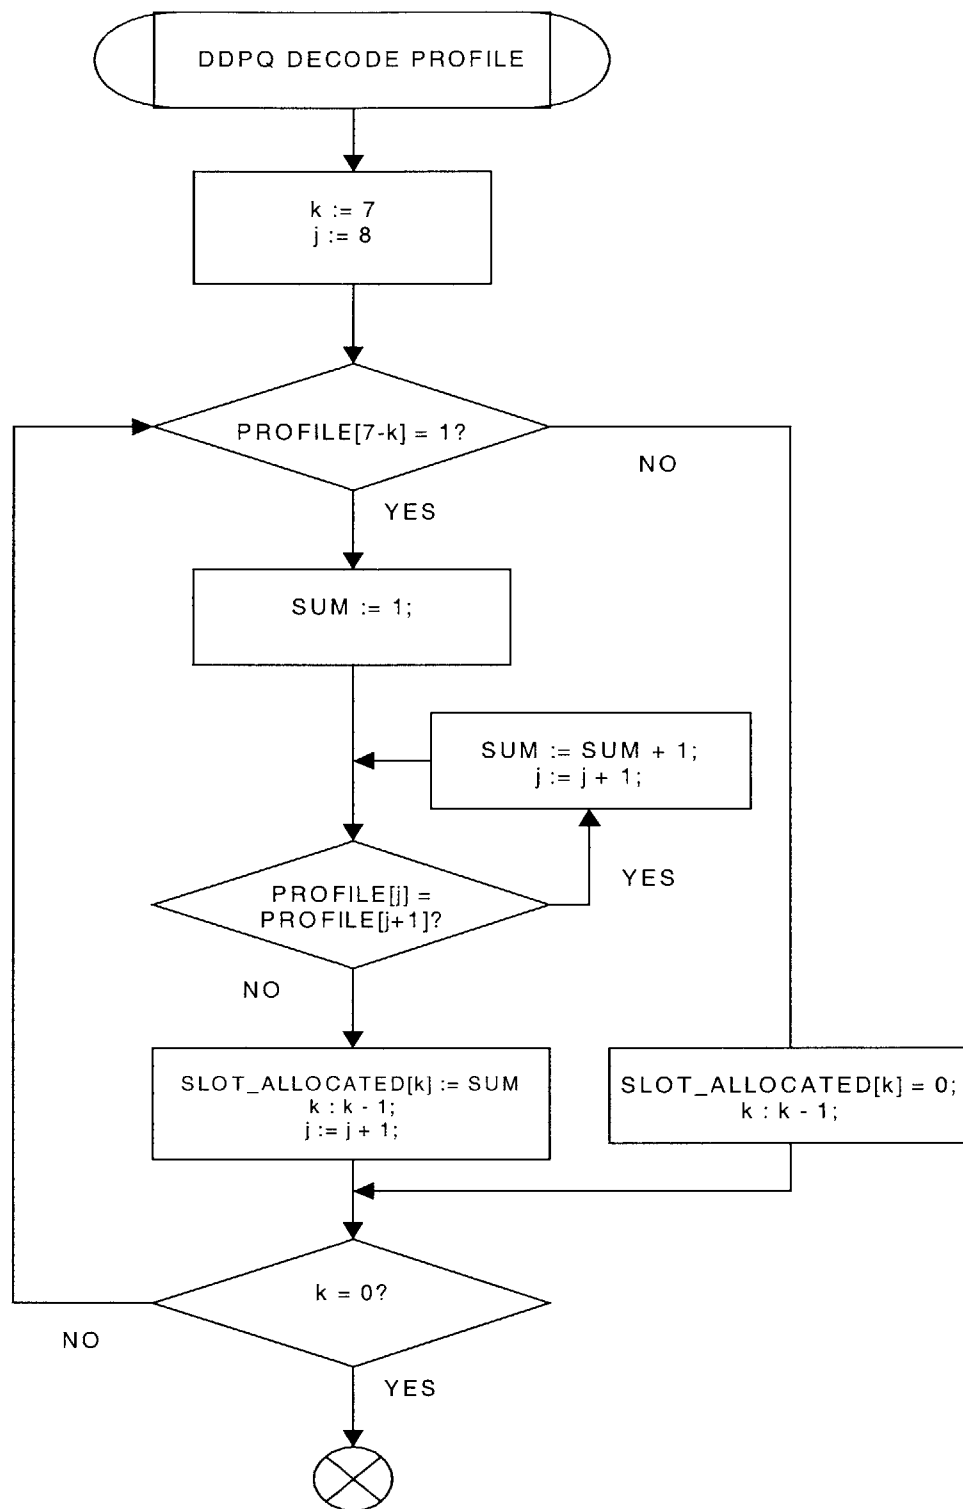 DDPQ DECODE PROFILE
k := 7
j := 8
PROFILE[7-k] = 1?
NO
YES
SUM := 1;
SUM := SUM + 1;
j := j + 1;
PROFILE[j] =
PROFILE[j+1]?
YES
NO
SLOT_ALLOCATED[k] := SUM
k : k - 1;
j := j + 1;
SLOT_ALLOCATED[k] = 0;
k : k - 1;
k = 0?
NO
YES